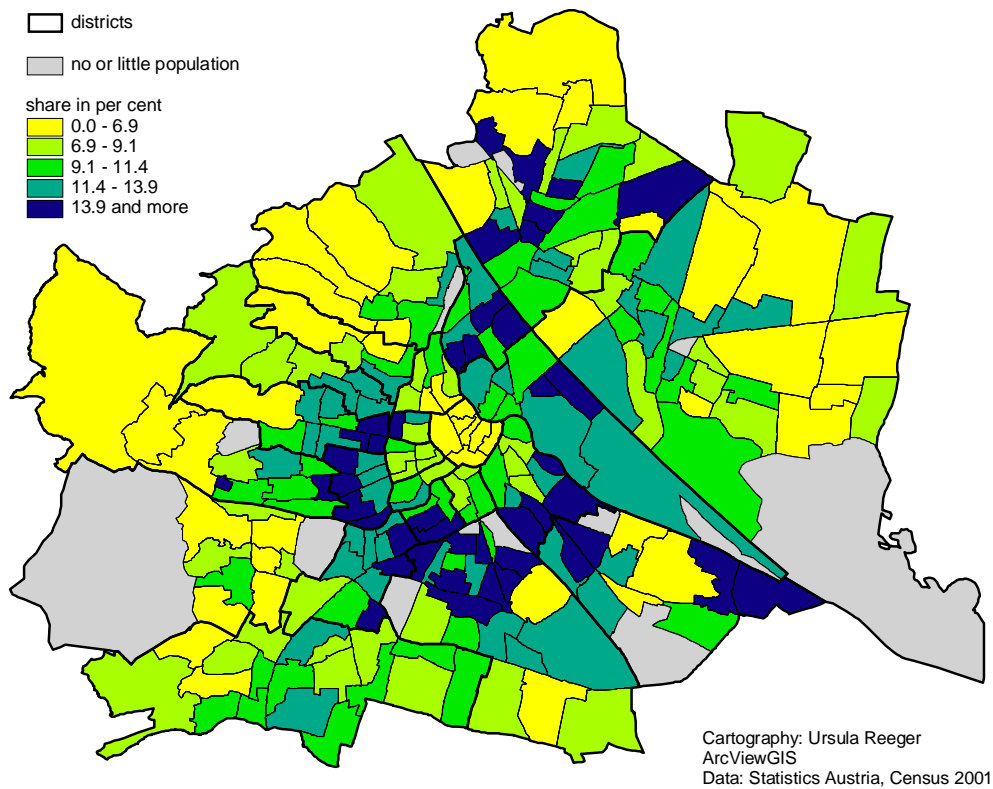 districts
no or little population
share in per cent
0.0 - 6.9
6.9 - 9.1
9.1 - 11.4
11.4 - 13.9
13.9 and more
Cartography: Ursula Reeger
ArcViewGIS
Data: Statistics Austria, Census 2001